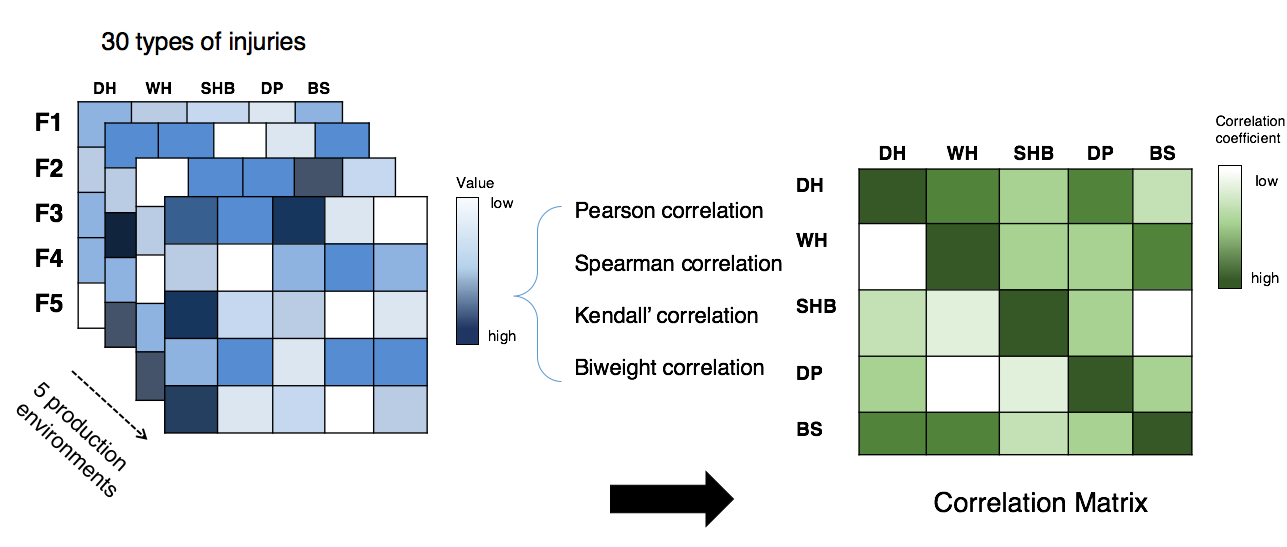 30 types of injuries
DH WH SHB DP BS
F1
F2
F3
F4
F5
5 production
environments
Value
low
high
Pearson correlation
Spearman correlation
Kendall’ correlation
Biweight correlation
DH WH SHB DP BS
DH
WH
SHB
DP
BS
Correlation Matrix
Correlation
coefficient
low
high